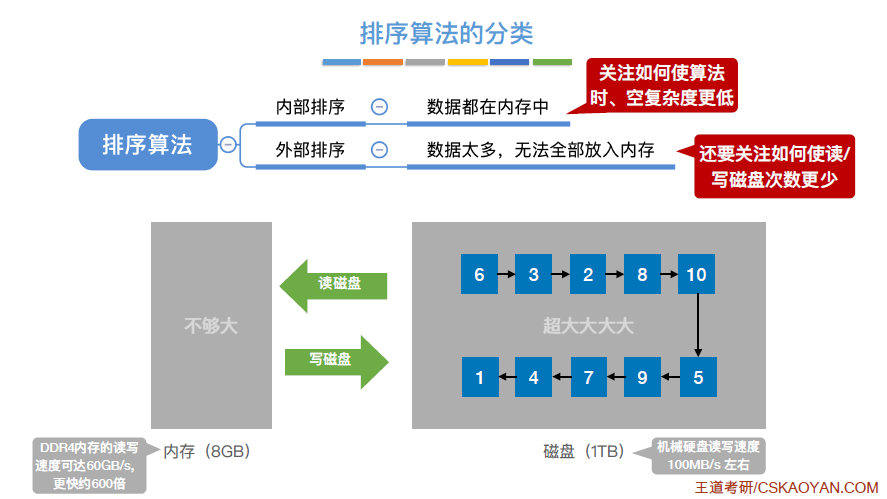 排序算法的分类
关注如何使算法
时、空复杂度更低
内部排序
数据都在内存中
排序算法
外部排序
数据太多，无法全部放入内存
还要关注如何使读/
写磁盘次数更少
读磁盘
6 3 2 8 10
不够大
超大大大大
写磁盘
1 4 7 9 5
DDR4内存的读写
速度可达60GB/s，
更快约600倍
内存（8GB）
磁盘（1TB）
机械硬盘读写速度
100MB/s 左右
王道考研/CSKAOYAN.COM